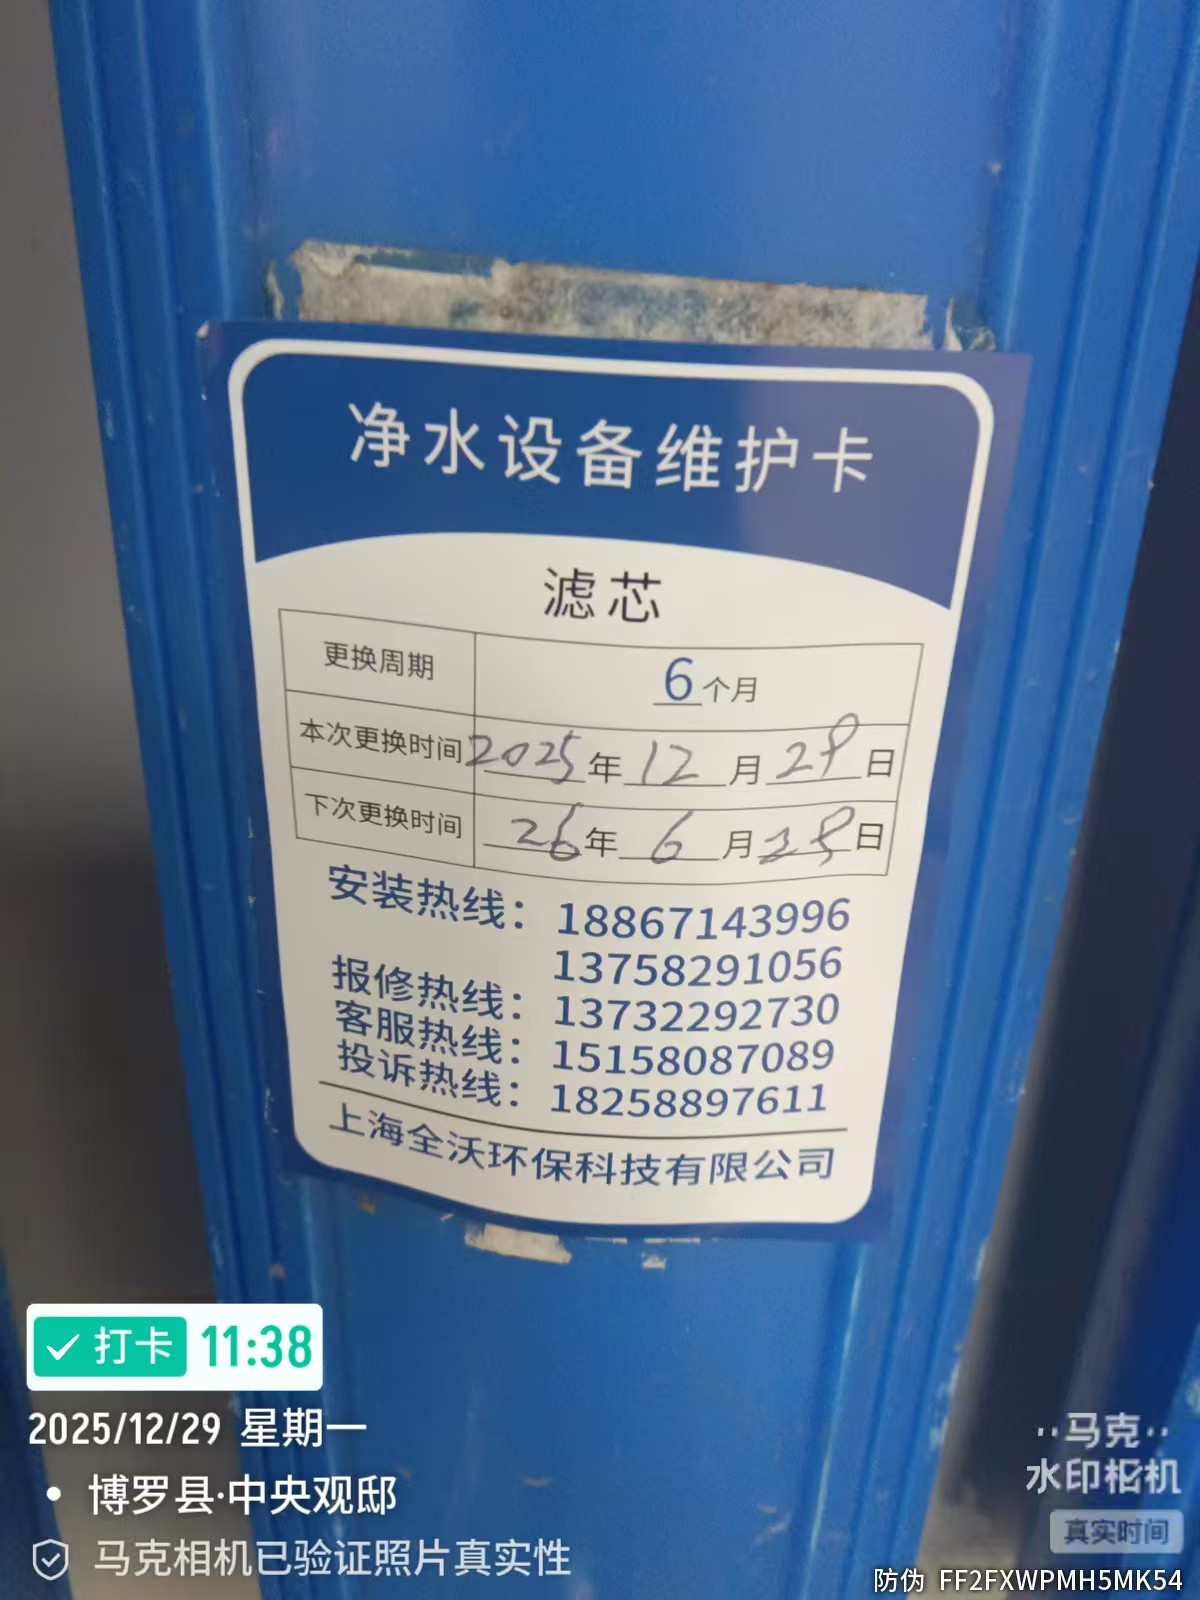 净水设备维护卡
滤芯
更换周期 6个月
本次更换时间 2025年12月29日
下次更换时间 26年6月28日
安装热线：18867143996
13758291056
报修热线：13732292730
客服热线：15158087089
投诉热线：18258897611
上海全沃环保科技有限公司
打卡 11:38
2025/12/29 星期一
博罗县·中央观邸
马克相机已验证照片真实性
马克
水印相机
真实时间
防伪 FF2FXWPMH5MK54